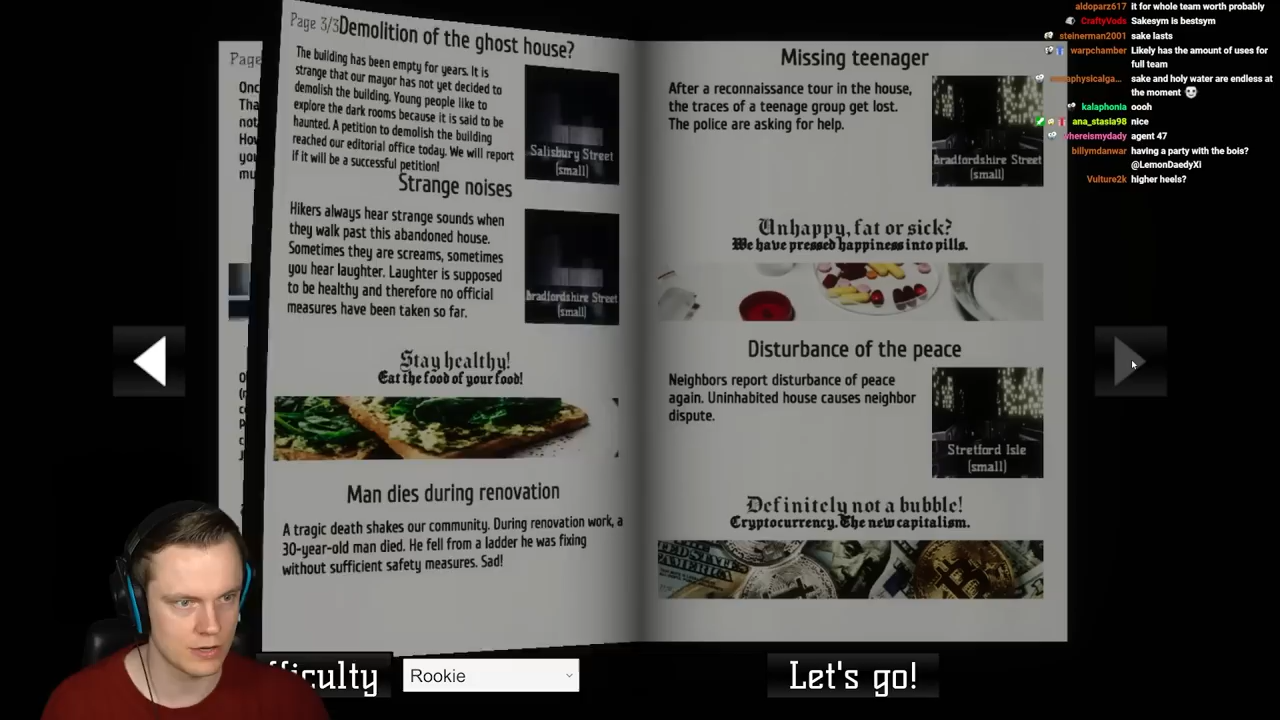 Page 3/3
Demolition of the ghost house?
The building has been empty for years. It is
strange that our mayor has not yet decided to
demolish the building. Young people like to
explore the dark rooms because it is said to be
haunted. A petition to demolish the building
reached our editorial office today. We will report
if it will be a successful petition!
Salisbury Street
(small)
Strange noises
Hikers always hear strange sounds when
they walk past this abandoned house.
Sometimes they are screams, sometimes
you hear laughter. Laughter is supposed
to be healthy and therefore no official
measures have been taken so far.
Bradfordshire Street
(small)
Stay healthy!
Eat the food of your food!
Man dies during renovation
A tragic death shakes our community. During renovation work, a
30-year-old man died. He fell from a ladder he was fixing
without sufficient safety measures. Sad!
Missing teenager
After a reconnaissance tour in the house,
the traces of a teenage group get lost.
The police are asking for help.
Bradfordshire Street
(small)
Unhappy, fat or sick?
We have pressed happiness into pills.
Disturbance of the peace
Neighbors report disturbance of peace
again. Uninhabited house causes neighbor
dispute.
Stretford Isle
(small)
Definitely not a bubble!
Cryptocurrency. The new capitalism.
Page
Rookie
Let's go!
aldoparz617 it for whole team worth probably
CraftyVods Sakesym is bestsym
steinerman2001 sake lasts
warpchamber Likely has the amount of uses for
full team
sake and holy water are endless at
the moment
kalaphonia oooh
ana_stasia98 nice
agent 47
billymdanwar having a party with the bois?
@LemonDaedyXi
Vulture2k higher heels?